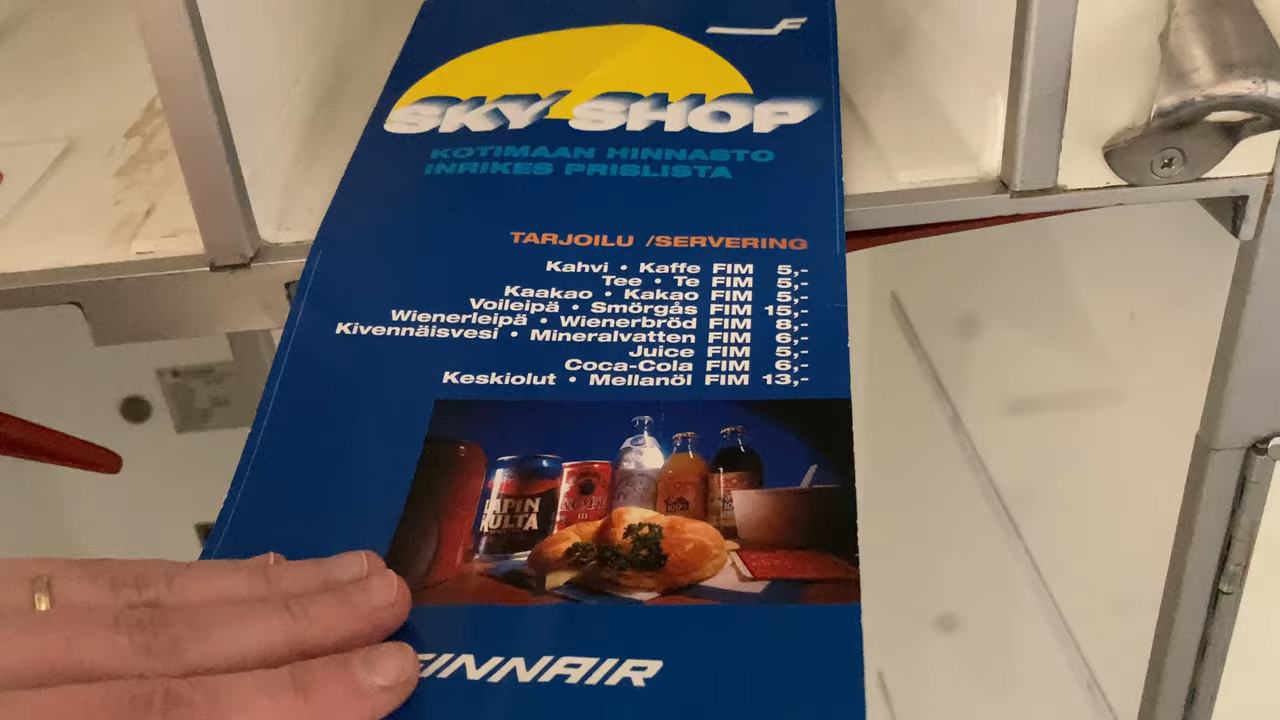 SKY SHOP
KOTIMAAN HINNASTO
INRIKES PRISLISTA
TARJOILU /SERVERING
Kahvi • Kaffe FIM 5,-
Tee • Te FIM 5,-
Kaakao • Kakao FIM 5,-
Voileipä • Smörgås FIM 15,-
Wienerleipä • Wienerbröd FIM 8,-
Kivennäisvesi • Mineralvatten FIM 6,-
Juice FIM 5,-
Coca-Cola FIM 6,-
Keskiolut • Mellanöl FIM 13,-
LAPIN
KULTA
FINNAIR